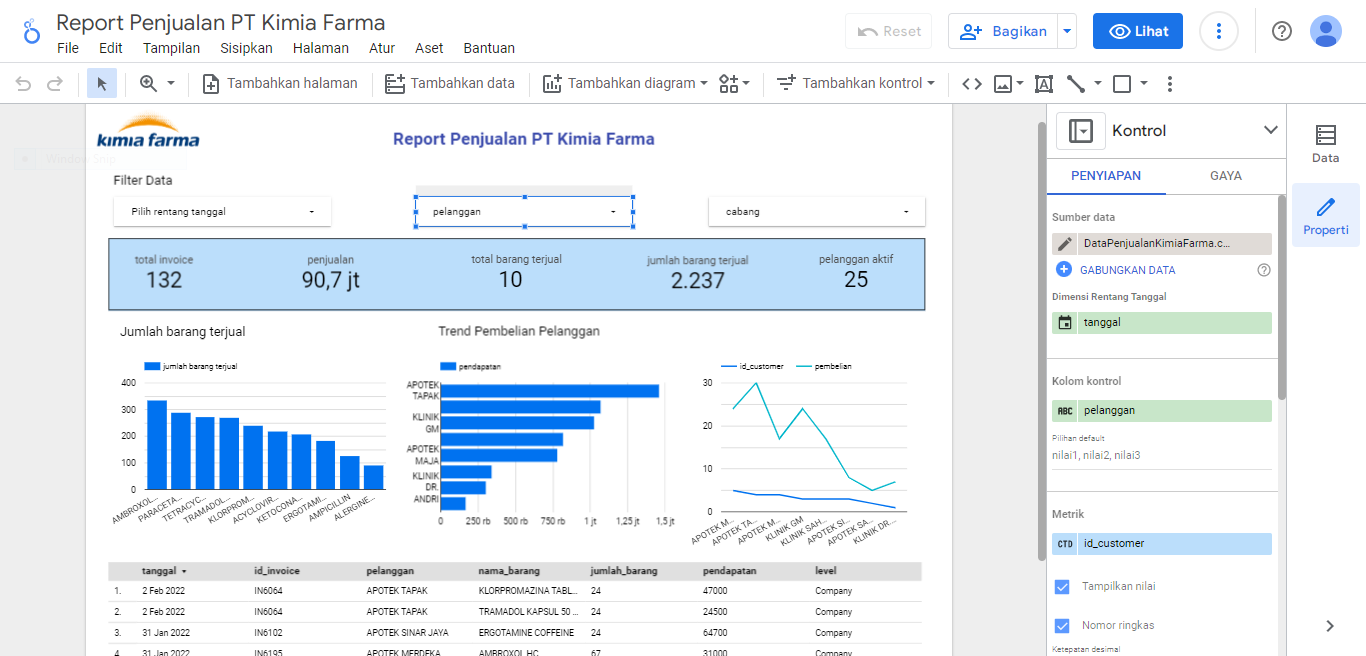 Report Penjualan PT Kimia Farma
File Edit Tampilan Sisipkan Halaman Atur Aset Bantuan
Reset
Bagikan
Lihat
Tambahkan halaman
Tambahkan data
Tambahkan diagram
Tambahkan kontrol
kimia farma
Report Penjualan PT Kimia Farma
Filter Data
Pilih rentang tanggal
pelanggan
cabang
total invoice
132
penjualan
90,7 jt
total barang terjual
10
jumlah barang terjual
2.237
pelanggan aktif
25
Jumlah barang terjual
jumlah barang terjual
400
300
200
100
0
AMBROXOL...
PARACETA...
TETRACYC...
TRAMADOL...
KLORPROM...
ACYCLOVIR...
KETOCONA...
ERGOTAMI...
AMPICILLIN
ALERGINE...
Trend Pembelian Pelanggan
pendapatan
APOTEK
TAPAK
KLINIK
GM
APOTEK
MAJA
KLINIK
DR.
ANDRI
0 250 rb 500 rb 750 rb 1 jt 1,25 jt 1,5 jt
id_customer pembelian
30
20
10
0
APOTEK M...
APOTEK TA...
APOTEK M...
KLINIK GM
KLINIK SAH...
APOTEK SI...
APOTEK SA...
KLINIK DR....
tanggal id_invoice pelanggan nama_barang jumlah_barang pendapatan level
1. 2 Feb 2022 IN6064 APOTEK TAPAK KLORPROMAZINA TABL... 24 47000 Company
2. 2 Feb 2022 IN6064 APOTEK TAPAK TRAMADOL KAPSUL 50 ... 24 24500 Company
3. 31 Jan 2022 IN6102 APOTEK SINAR JAYA ERGOTAMINE COFFEINE 24 64700 Company
4. 31 Jan 2022 IN6195 APOTEK MERDEKA AMBROXOL HC 67 31000 Company
Kontrol
PENYIAPAN GAYA
Sumber data
DataPenjualanKimiaFarma.c...
GABUNGKAN DATA
Dimensi Rentang Tanggal
tanggal
Kolom kontrol
ABC pelanggan
Pilihan default
nilai1, nilai2, nilai3
Metrik
CTD id_customer
Tampilkan nilai
Nomor ringkas
Ketepatan desimal
Data
Properti